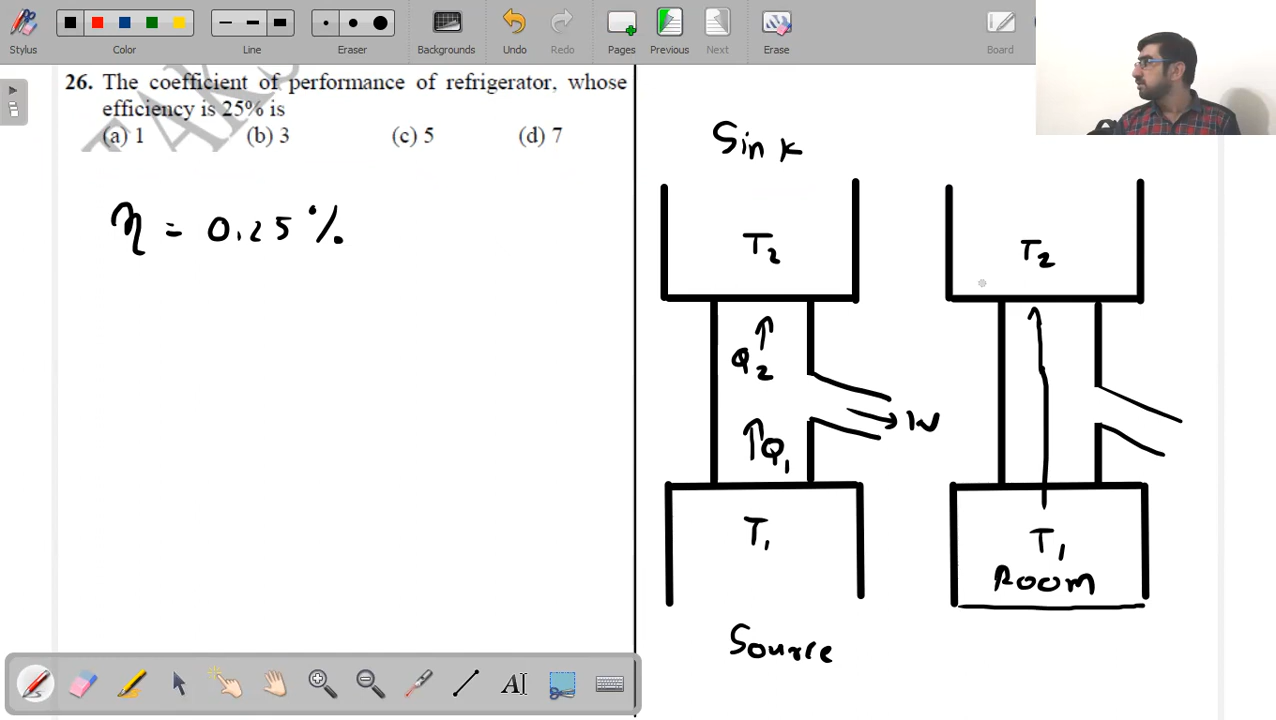 Stylus Color Line Eraser Backgrounds Undo Redo Pages Previous Next Erase Board
26. The coefficient of performance of refrigerator, whose
efficiency is 25% is
(a) 1 (b) 3 (c) 5 (d) 7
η = 0.25 %
Sink
T2
Q2
W
Q1
T1
Source
T2
T1
Room